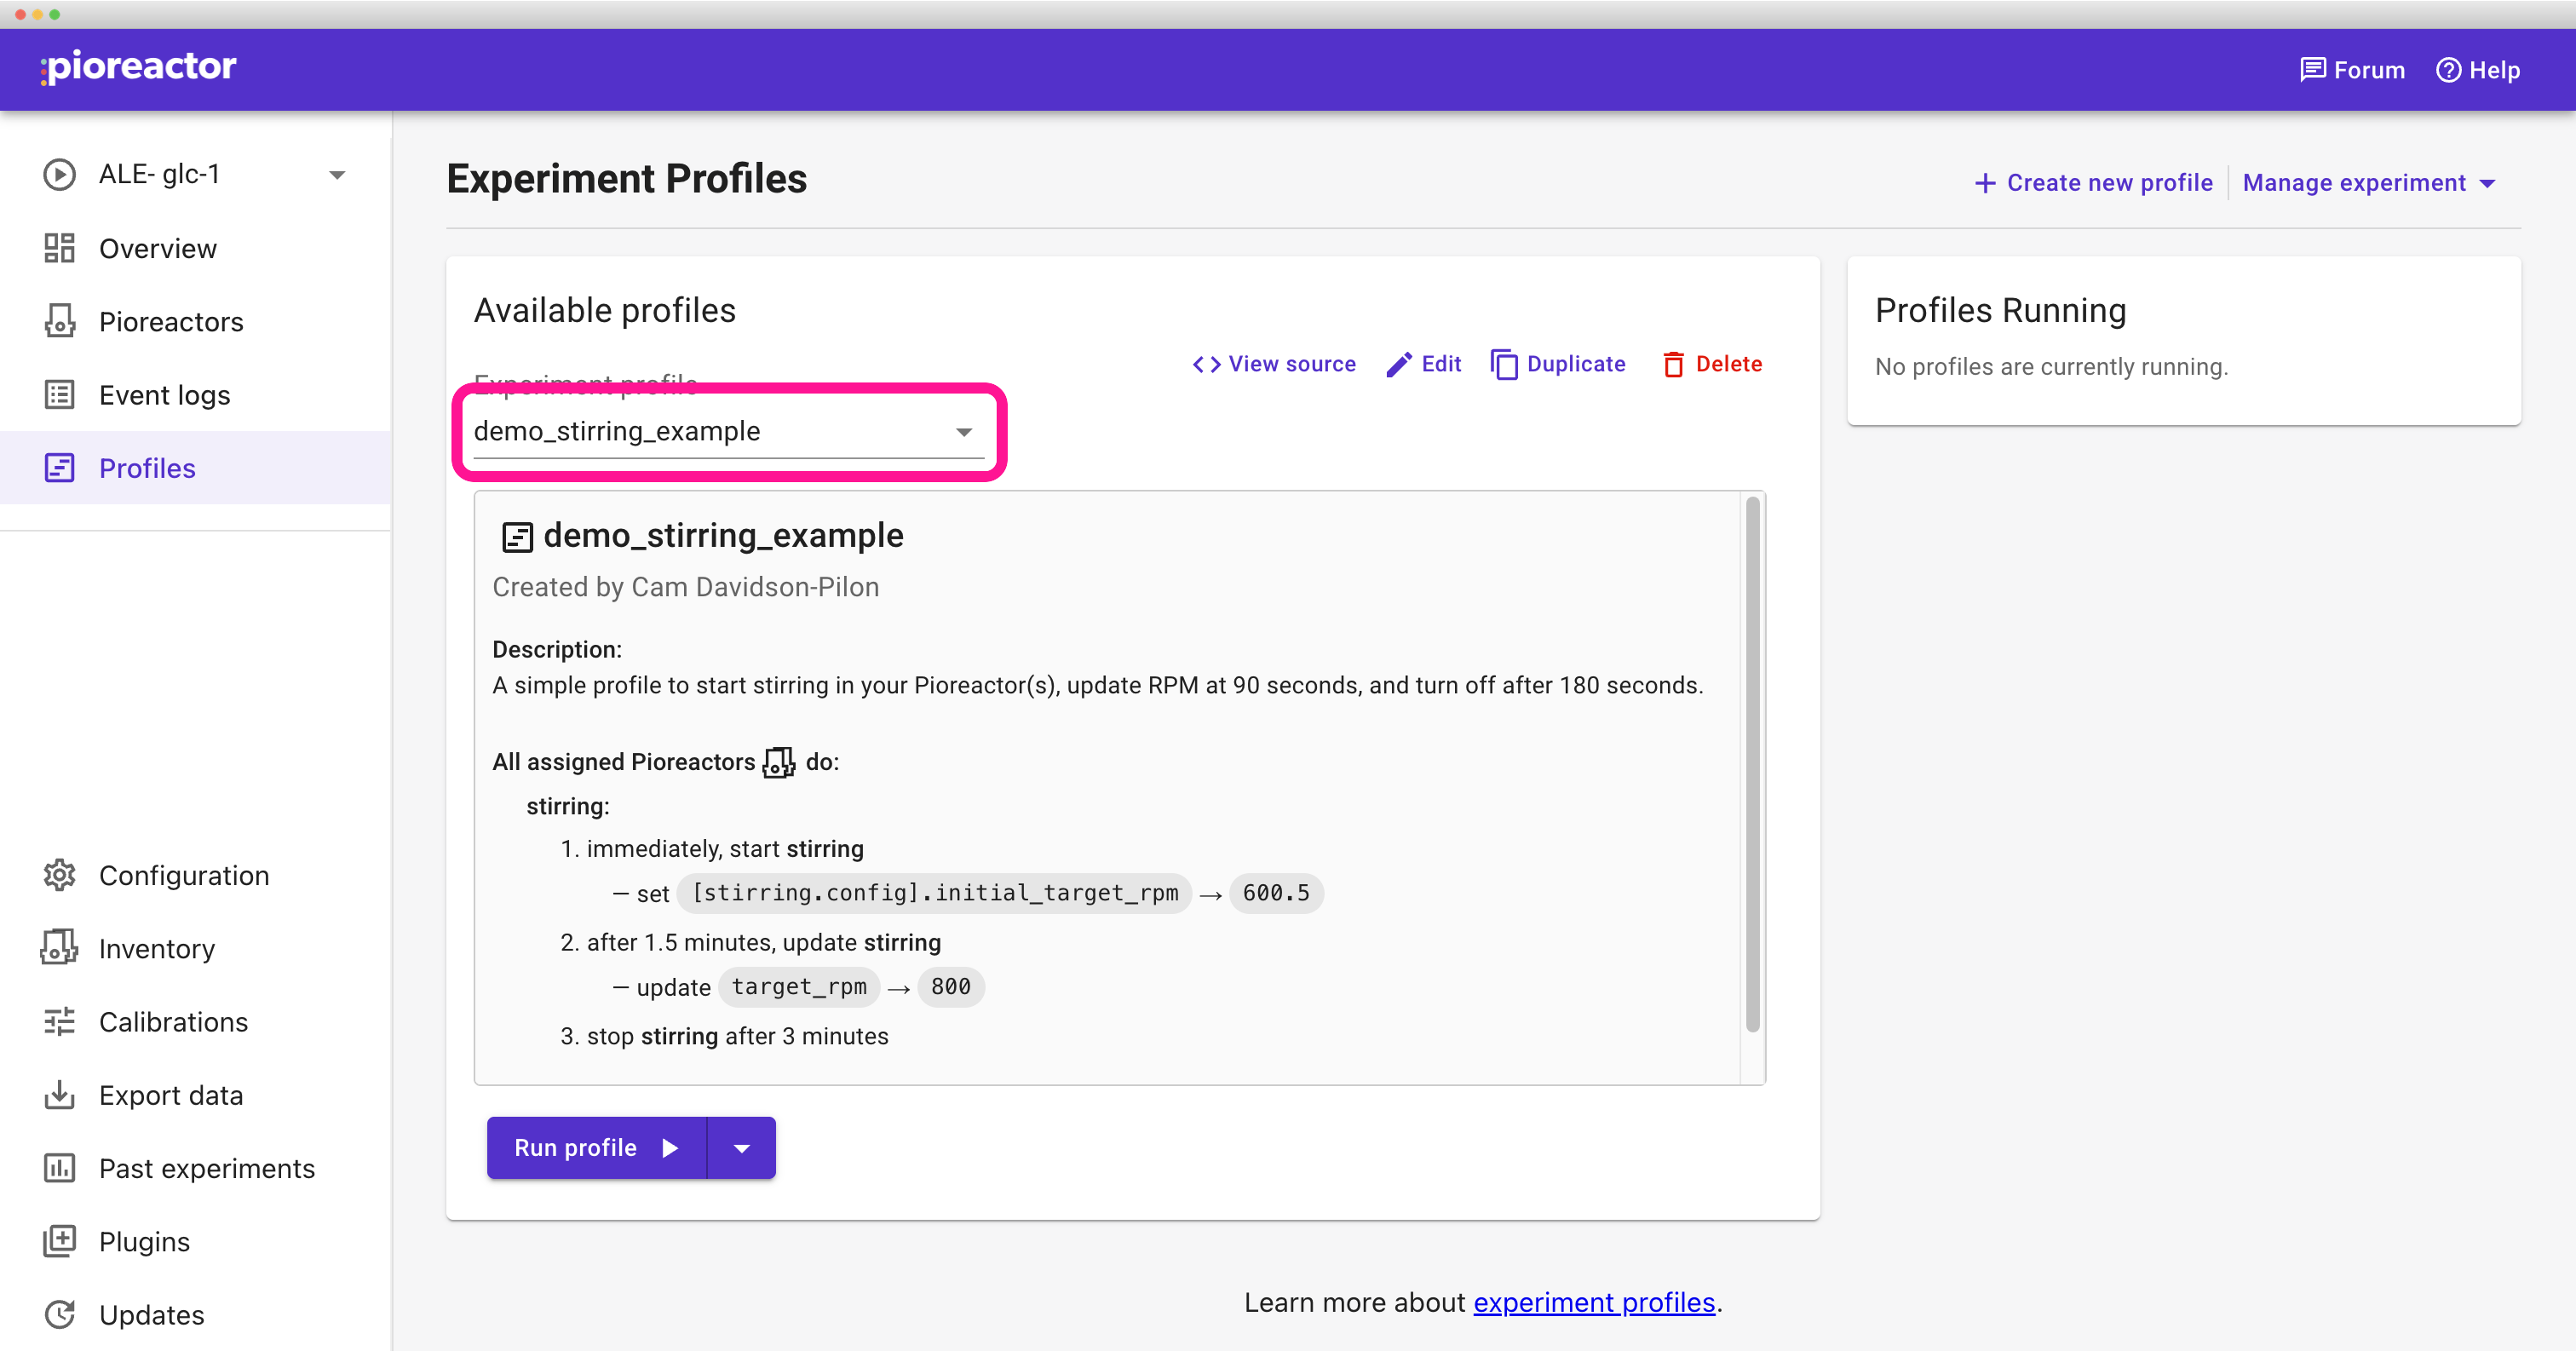 pioreactor
Forum
Help
ALE- glc-1
Overview
Pioreactors
Event logs
Profiles
Configuration
Inventory
Calibrations
Export data
Past experiments
Plugins
Updates
Experiment Profiles
+ Create new profile
Manage experiment
Available profiles
<> View source
Edit
Duplicate
Delete
Experiment profile
demo_stirring_example
demo_stirring_example
Created by Cam Davidson-Pilon
Description:
A simple profile to start stirring in your Pioreactor(s), update RPM at 90 seconds, and turn off after 180 seconds.
All assigned Pioreactors do:
stirring:
1. immediately, start stirring
— set [stirring.config].initial_target_rpm → 600.5
2. after 1.5 minutes, update stirring
— update target_rpm → 800
3. stop stirring after 3 minutes
Run profile
Profiles Running
No profiles are currently running.
Learn more about experiment profiles.